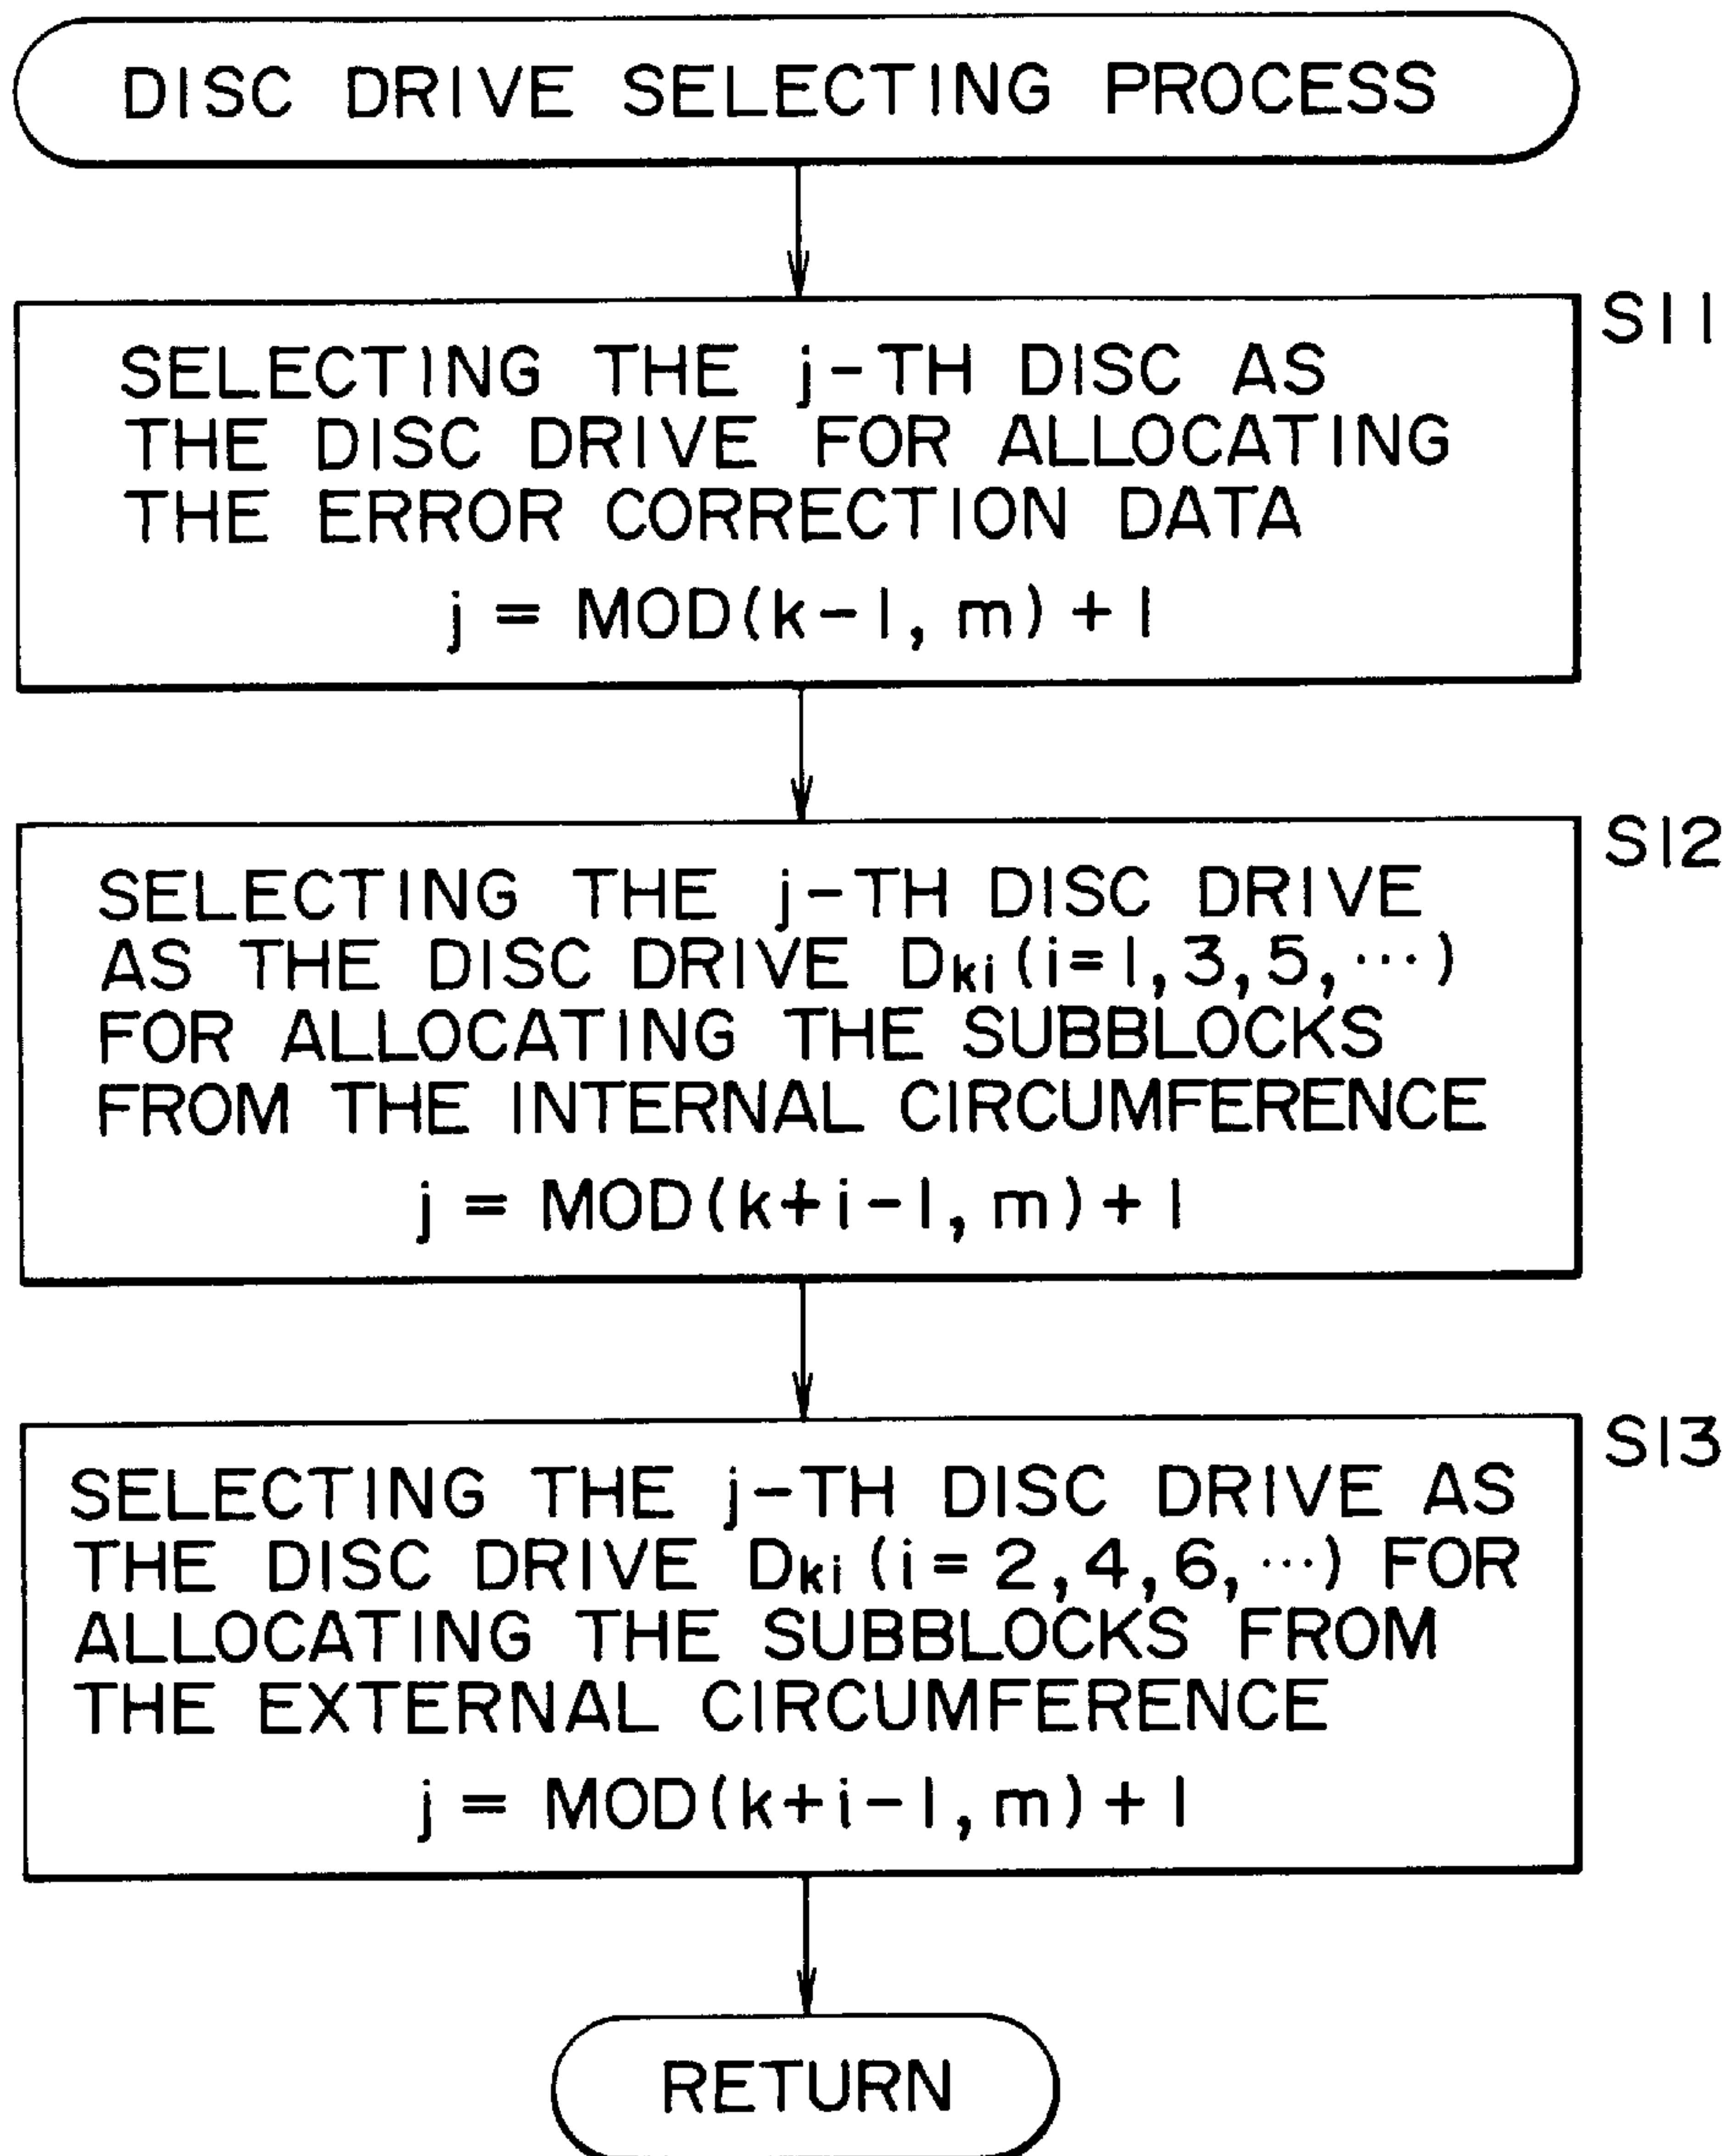 DISC DRIVE SELECTING PROCESS
S11
SELECTING THE j-TH DISC AS
THE DISC DRIVE FOR ALLOCATING
THE ERROR CORRECTION DATA
j = MOD(k-1, m)+1
S12
SELECTING THE j-TH DISC DRIVE
AS THE DISC DRIVE Dki (i=1,3,5,…)
FOR ALLOCATING THE SUBBLOCKS
FROM THE INTERNAL CIRCUMFERENCE
j = MOD(k+i-1, m)+1
S13
SELECTING THE j-TH DISC DRIVE AS
THE DISC DRIVE Dki (i=2,4,6,…) FOR
ALLOCATING THE SUBBLOCKS FROM
THE EXTERNAL CIRCUMFERENCE
j = MOD(k+i-1, m)+1
RETURN